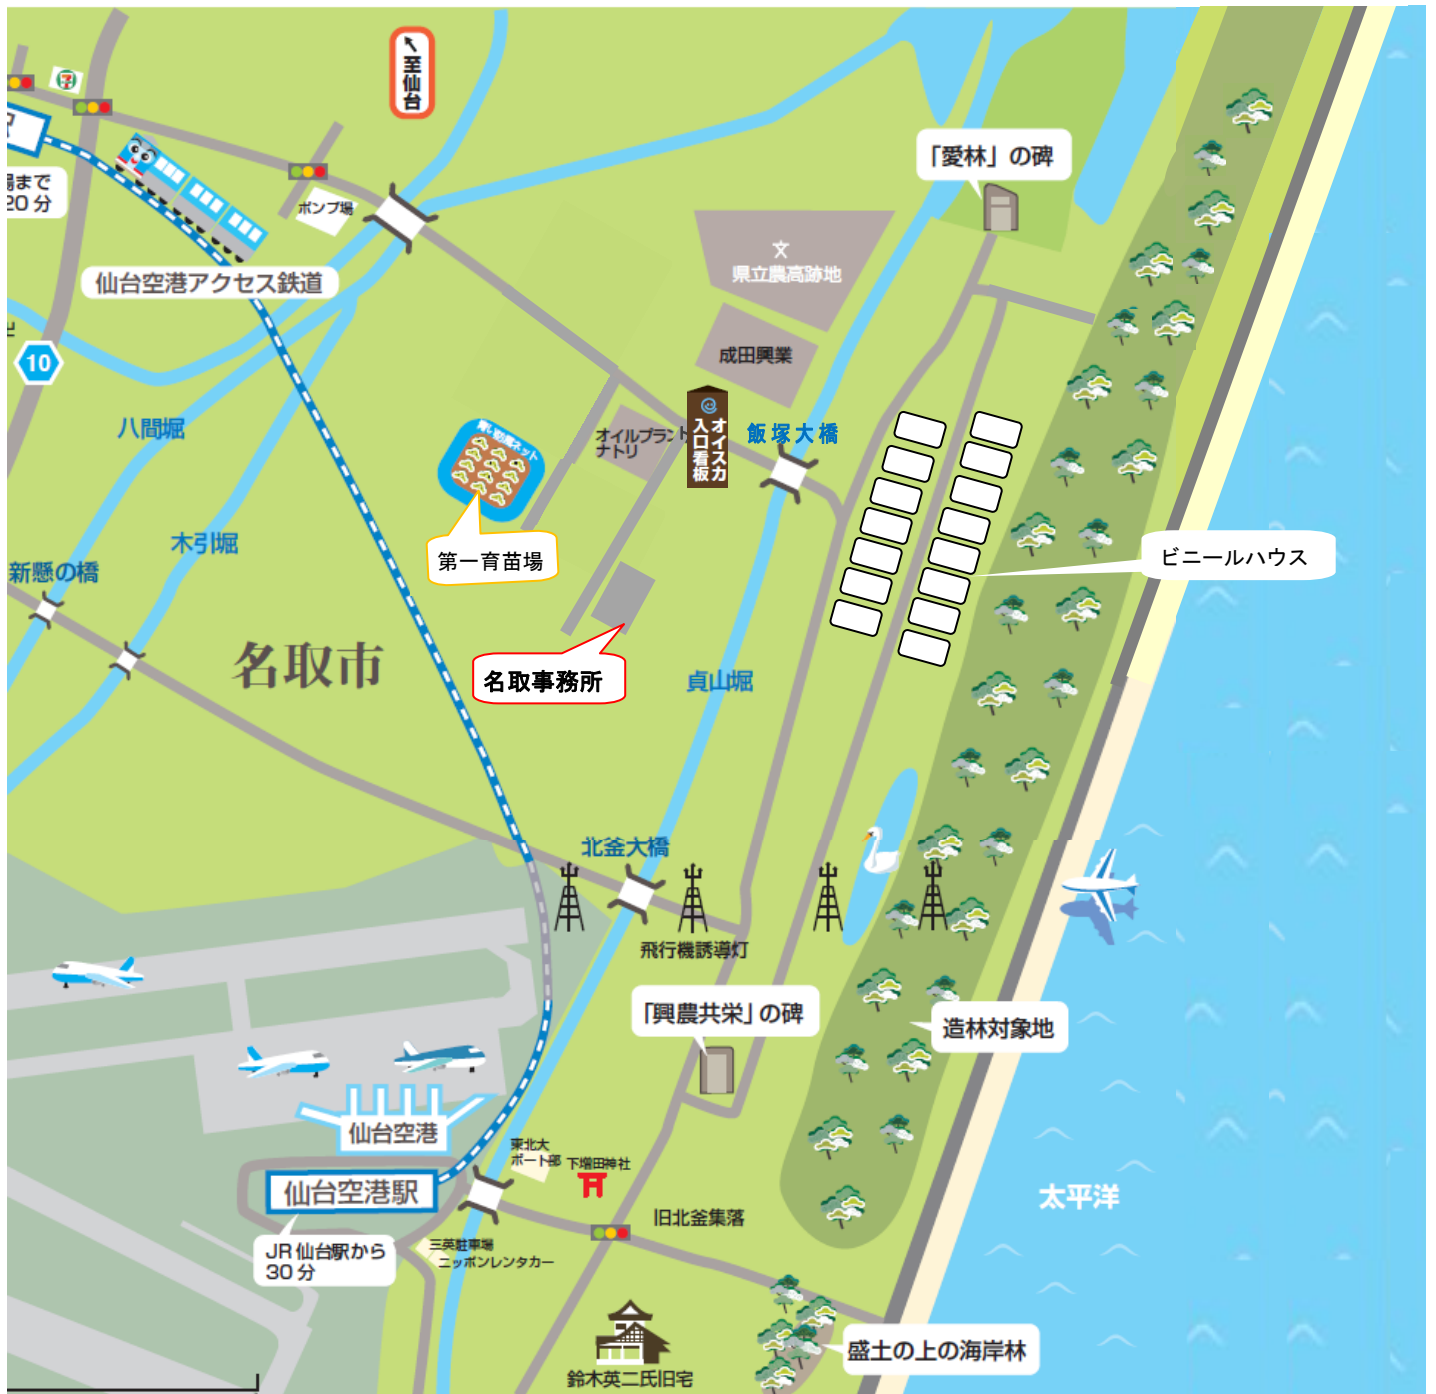 ↖至仙台
7
駅
場まで
20 分
ポンプ場
「愛林」の碑
文
県立農高跡地
仙台空港アクセス鉄道
10
成田興業
八間堀
オイルプラント
ナトリ
オイスカ
入口看板
飯塚大橋
第一育苗場
木引堀
新懸の橋
ビニールハウス
名取市
名取事務所
貞山堀
北釜大橋
飛行機誘導灯
「興農共栄」の碑
造林対象地
仙台空港
東北大
ボート部
下増田神社
仙台空港駅
太平洋
旧北釜集落
JR 仙台駅から
30 分
三英駐車場
ニッポンレンタカー
盛土の上の海岸林
鈴木英二氏旧宅